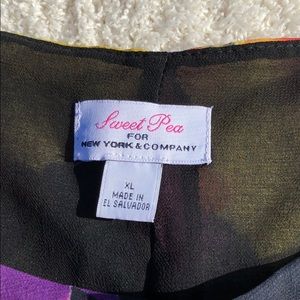 Sweet Pea
FOR
NEW YORK & COMPANY
XL
MADE IN
EL SALVADOR